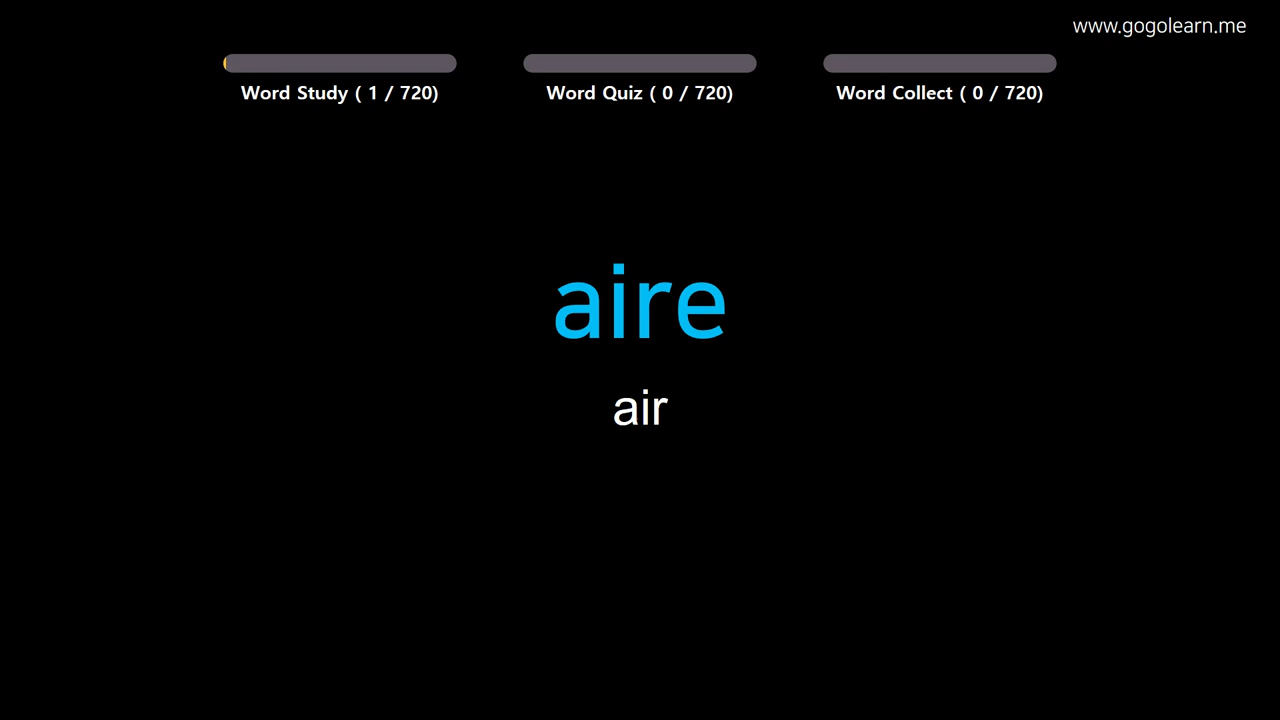 www.gogolearn.me
Word Study ( 1 / 720)
Word Quiz ( 0 / 720)
Word Collect ( 0 / 720)
aire
air